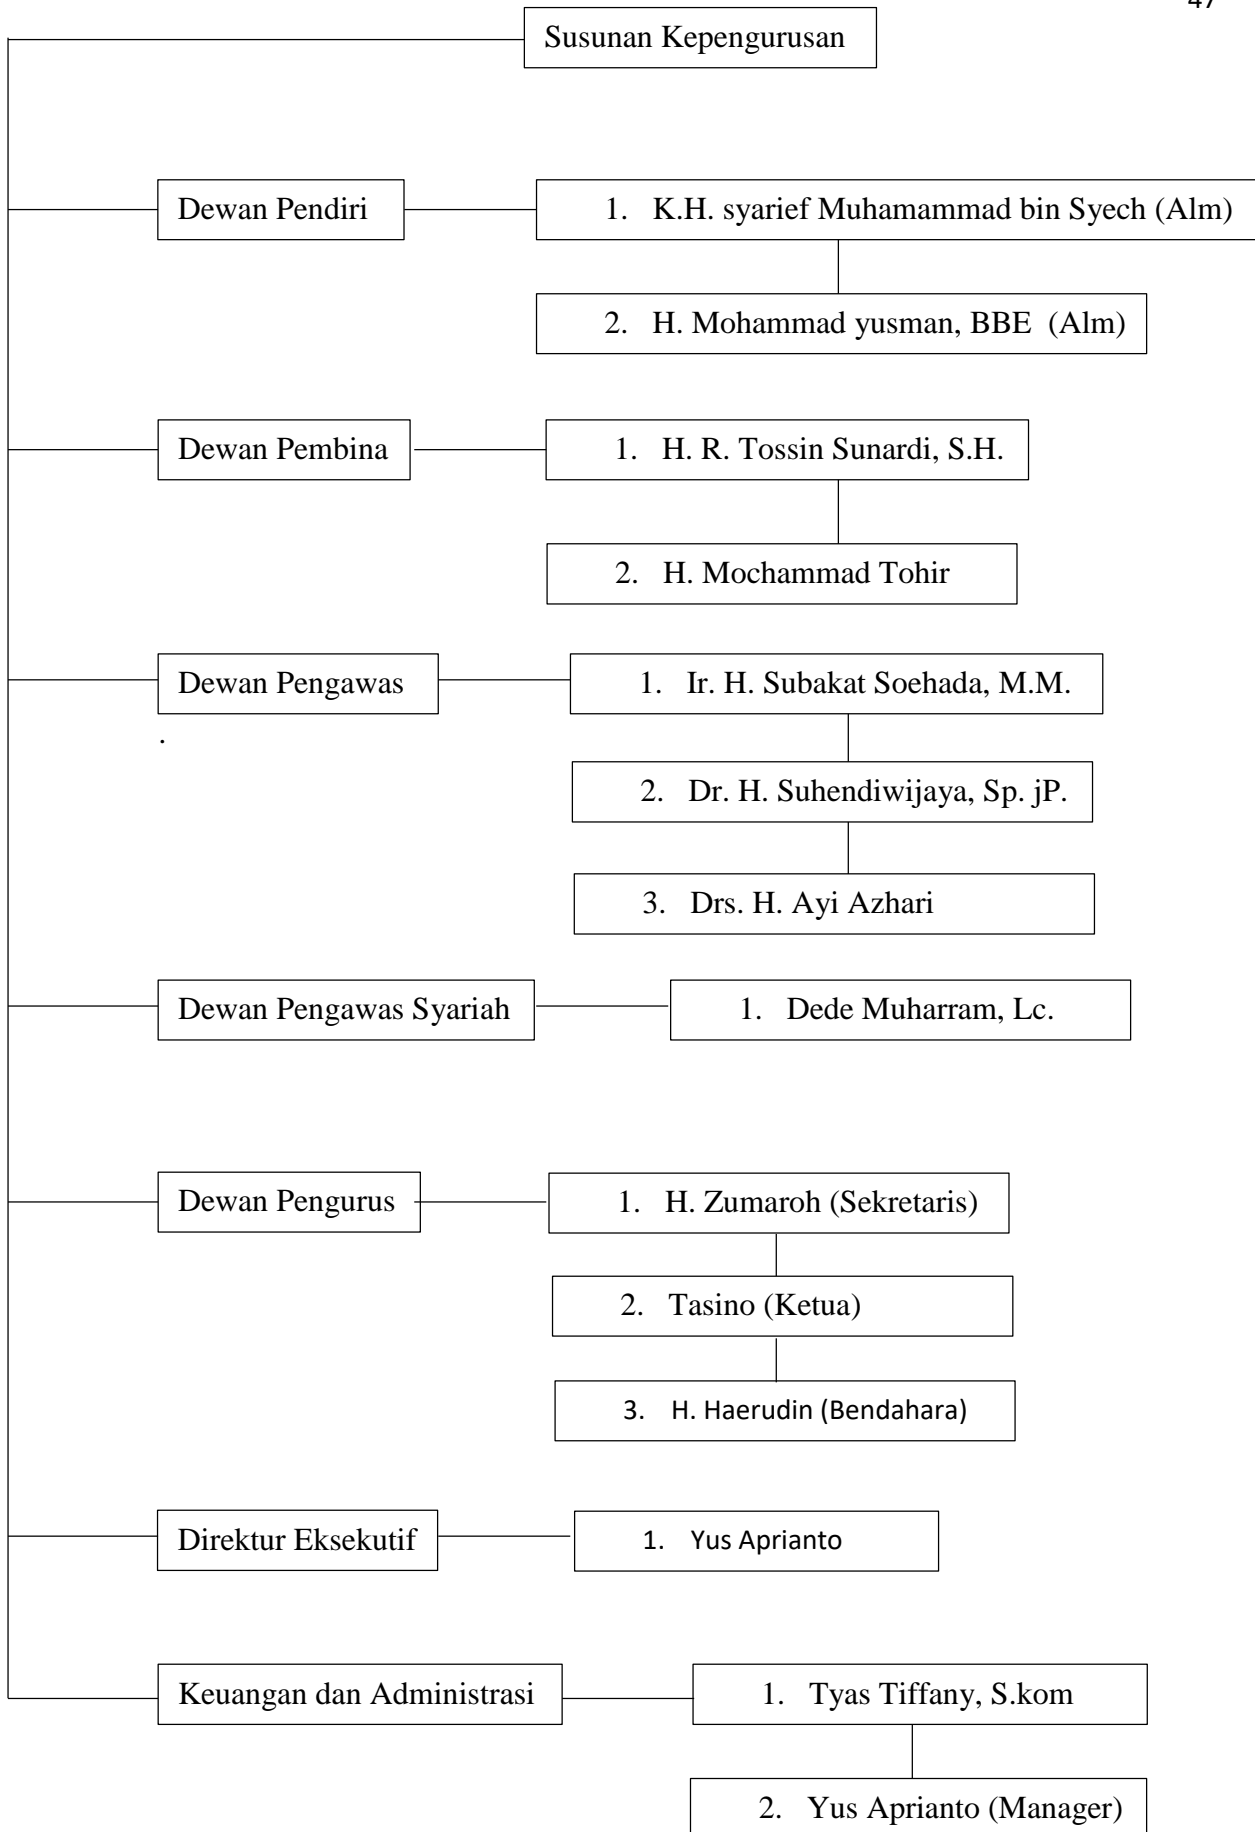 47
Susunan Kepengurusan
Dewan Pendiri
1. K.H. syarief Muhamammad bin Syech (Alm)
2. H. Mohammad yusman, BBE (Alm)
Dewan Pembina
1. H. R. Tossin Sunardi, S.H.
2. H. Mochammad Tohir
Dewan Pengawas
1. Ir. H. Subakat Soehada, M.M.
.
2. Dr. H. Suhendiwijaya, Sp. jP.
3. Drs. H. Ayi Azhari
Dewan Pengawas Syariah
1. Dede Muharram, Lc.
Dewan Pengurus
1. H. Zumaroh (Sekretaris)
2. Tasino (Ketua)
3. H. Haerudin (Bendahara)
Direktur Eksekutif
1. Yus Aprianto
Keuangan dan Administrasi
1. Tyas Tiffany, S.kom
2. Yus Aprianto (Manager)